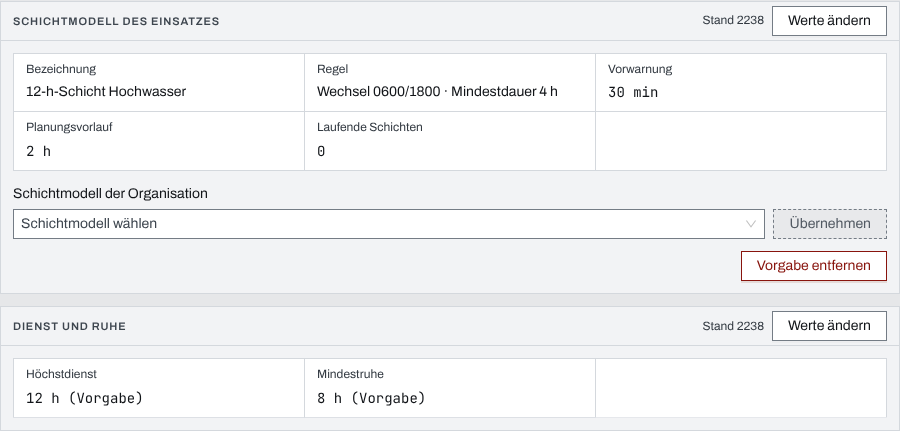 SCHICHTMODELL DES EINSATZES
Stand 2238
Werte ändern
Bezeichnung
12-h-Schicht Hochwasser
Regel
Wechsel 0600/1800 · Mindestdauer 4 h
Vorwarnung
30 min
Planungsvorlauf
2 h
Laufende Schichten
0
Schichtmodell der Organisation
Schichtmodell wählen
Übernehmen
Vorgabe entfernen
DIENST UND RUHE
Stand 2238
Werte ändern
Höchstdienst
12 h (Vorgabe)
Mindestruhe
8 h (Vorgabe)